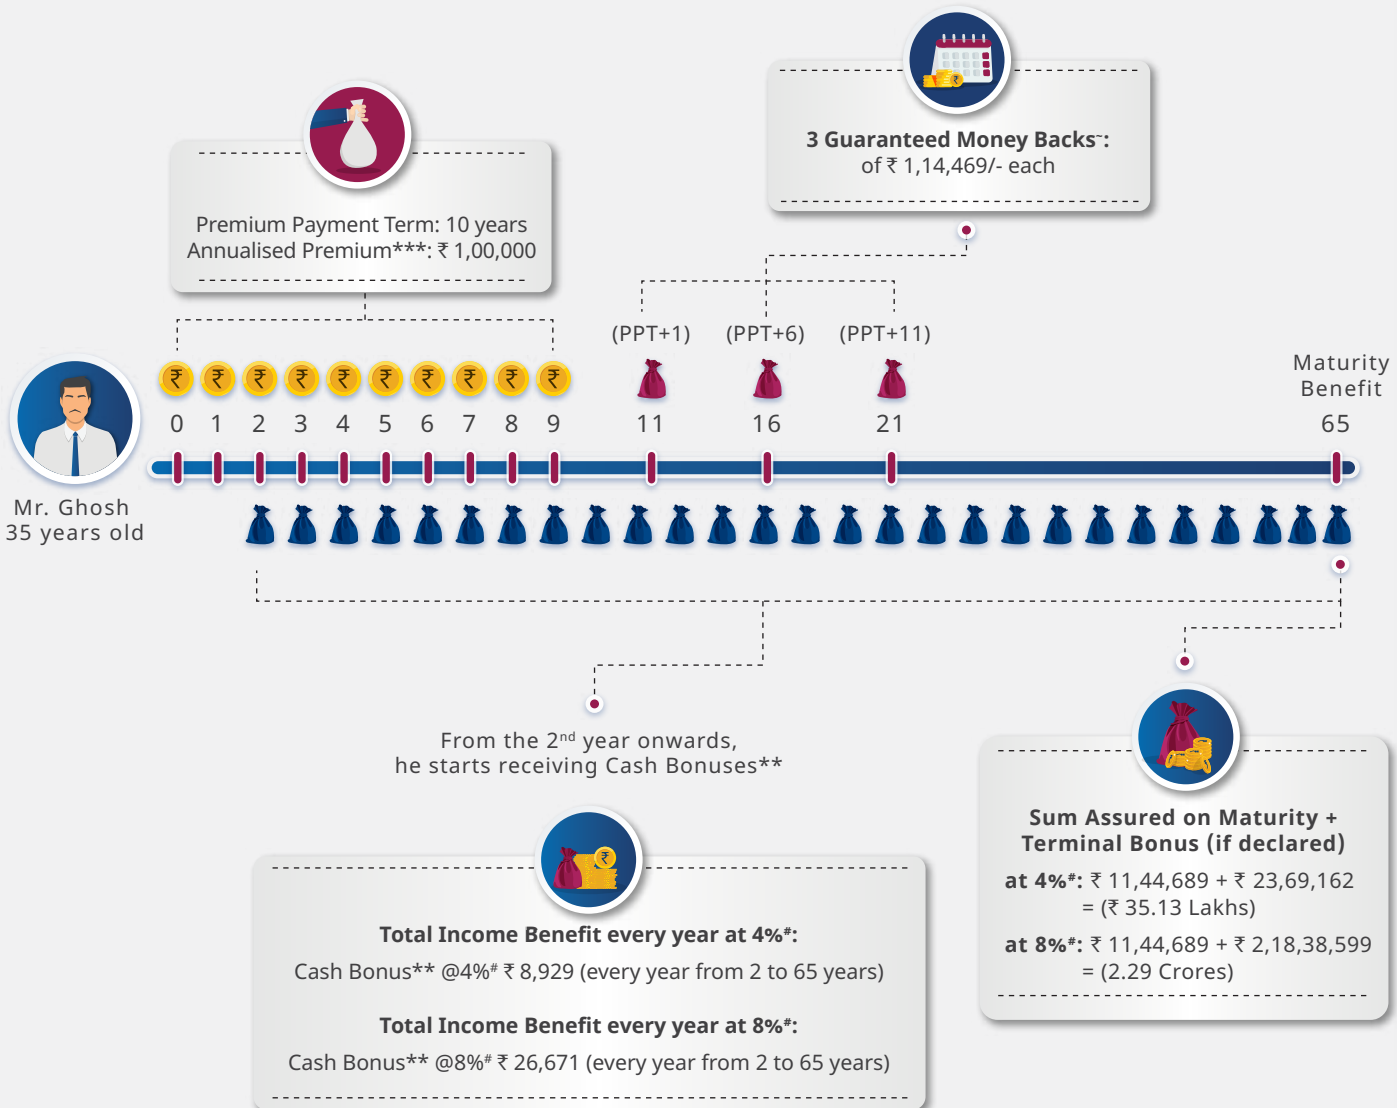 3 Guaranteed Money Backs~:
of ₹ 1,14,469/- each
Premium Payment Term: 10 years
Annualised Premium***: ₹ 1,00,000
(PPT+1) (PPT+6) (PPT+11)
Maturity
Benefit
₹ ₹ ₹ ₹ ₹ ₹ ₹ ₹ ₹ ₹
0 1 2 3 4 5 6 7 8 9 11 16 21 65
Mr. Ghosh
35 years old
From the 2nd year onwards,
he starts receiving Cash Bonuses**
Total Income Benefit every year at 4%#:
Cash Bonus** @4%# ₹ 8,929 (every year from 2 to 65 years)
Total Income Benefit every year at 8%#:
Cash Bonus** @8%# ₹ 26,671 (every year from 2 to 65 years)
Sum Assured on Maturity +
Terminal Bonus (if declared)
at 4%#: ₹ 11,44,689 + ₹ 23,69,162
= (₹ 35.13 Lakhs)
at 8%#: ₹ 11,44,689 + ₹ 2,18,38,599
= (2.29 Crores)